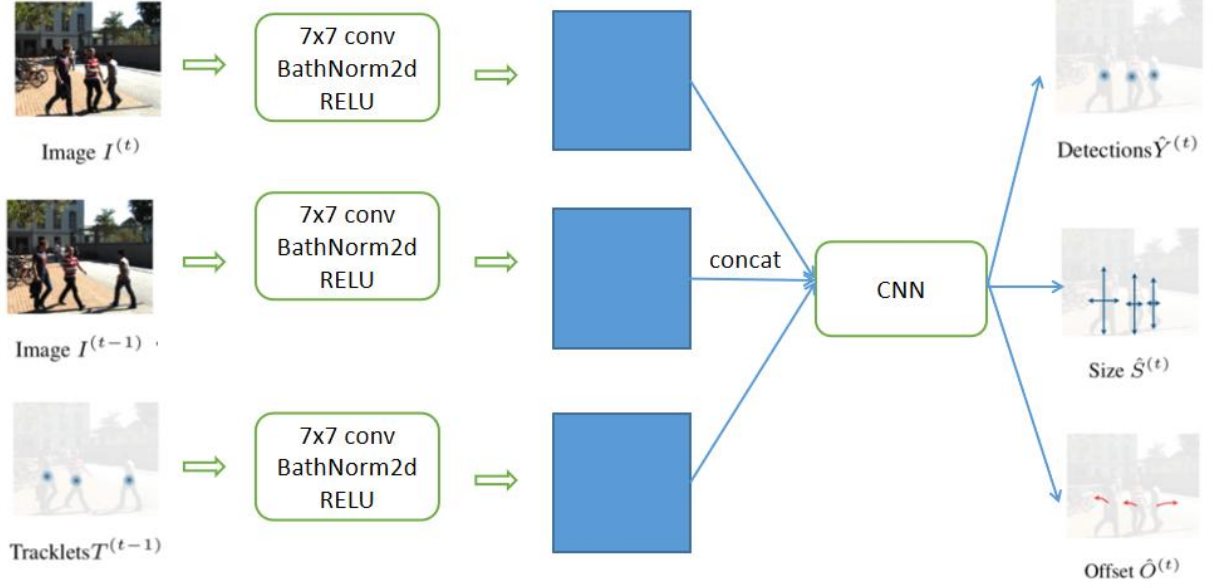 7x7 conv
BathNorm2d
RELU
Image I^(t)
Detections Ŷ^(t)
7x7 conv
BathNorm2d
RELU
concat
CNN
Image I^(t−1)
Size Ŝ^(t)
7x7 conv
BathNorm2d
RELU
Tracklets T^(t−1)
Offset Ô^(t)